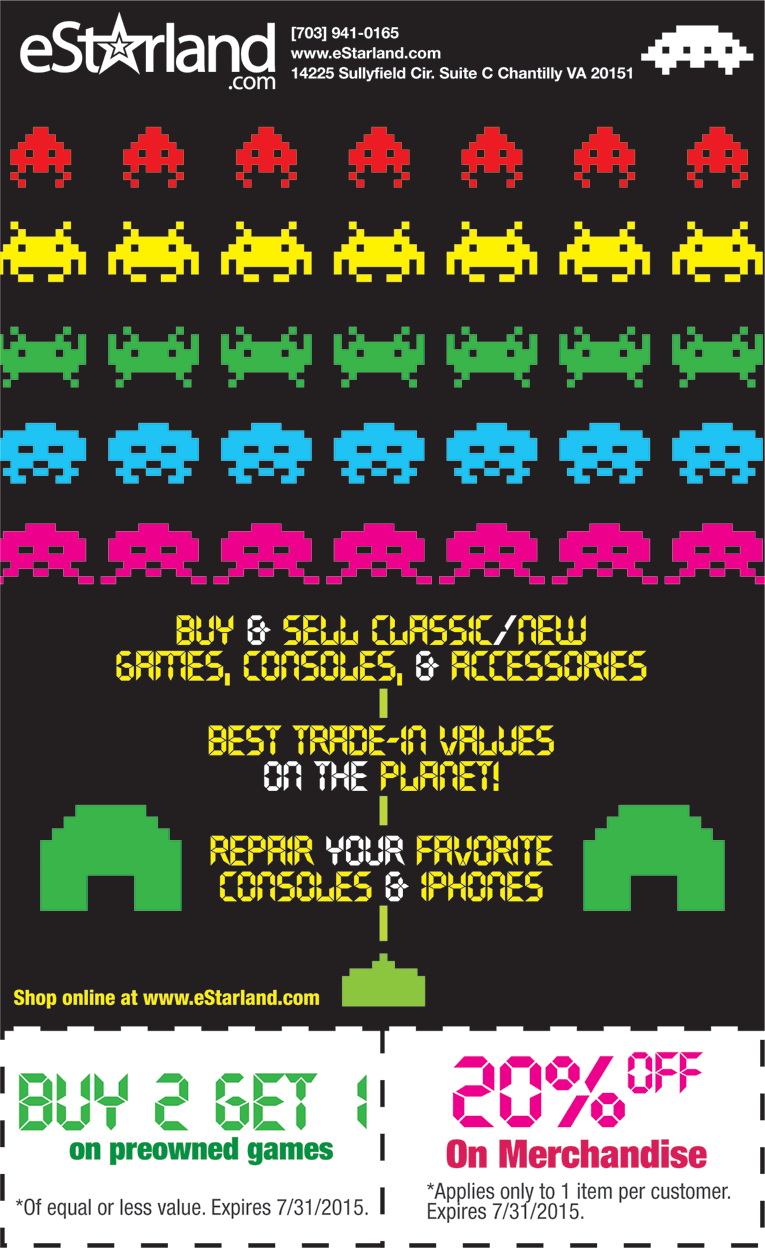 eStarland
.com
[703] 941-0165
www.eStarland.com
14225 Sullyfield Cir. Suite C Chantilly VA 20151
BUY & SELL CLASSIC/NEW
GAMES, CONSOLES, & ACCESSORIES
BEST TRADE-IN VALUES
ON THE PLANET!
REPAIR YOUR FAVORITE
CONSOLES & IPHONES
Shop online at www.eStarland.com
BUY 2 GET 1
on preowned games
*Of equal or less value. Expires 7/31/2015.
20% OFF
On Merchandise
*Applies only to 1 item per customer.
Expires 7/31/2015.